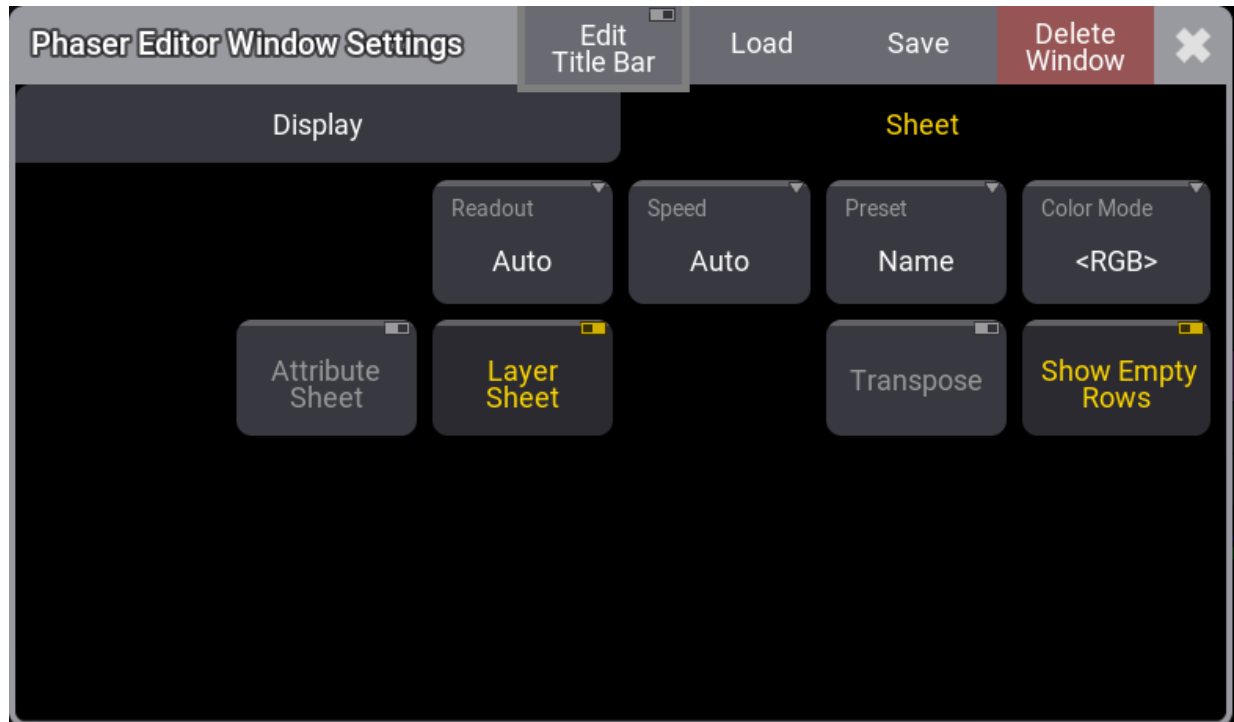 Phaser Editor Window Settings
Edit
Title Bar
Load
Save
Delete
Window
Display
Sheet
Readout
Auto
Speed
Auto
Preset
Name
Color Mode
<RGB>
Attribute
Sheet
Layer
Sheet
Transpose
Show Empty
Rows